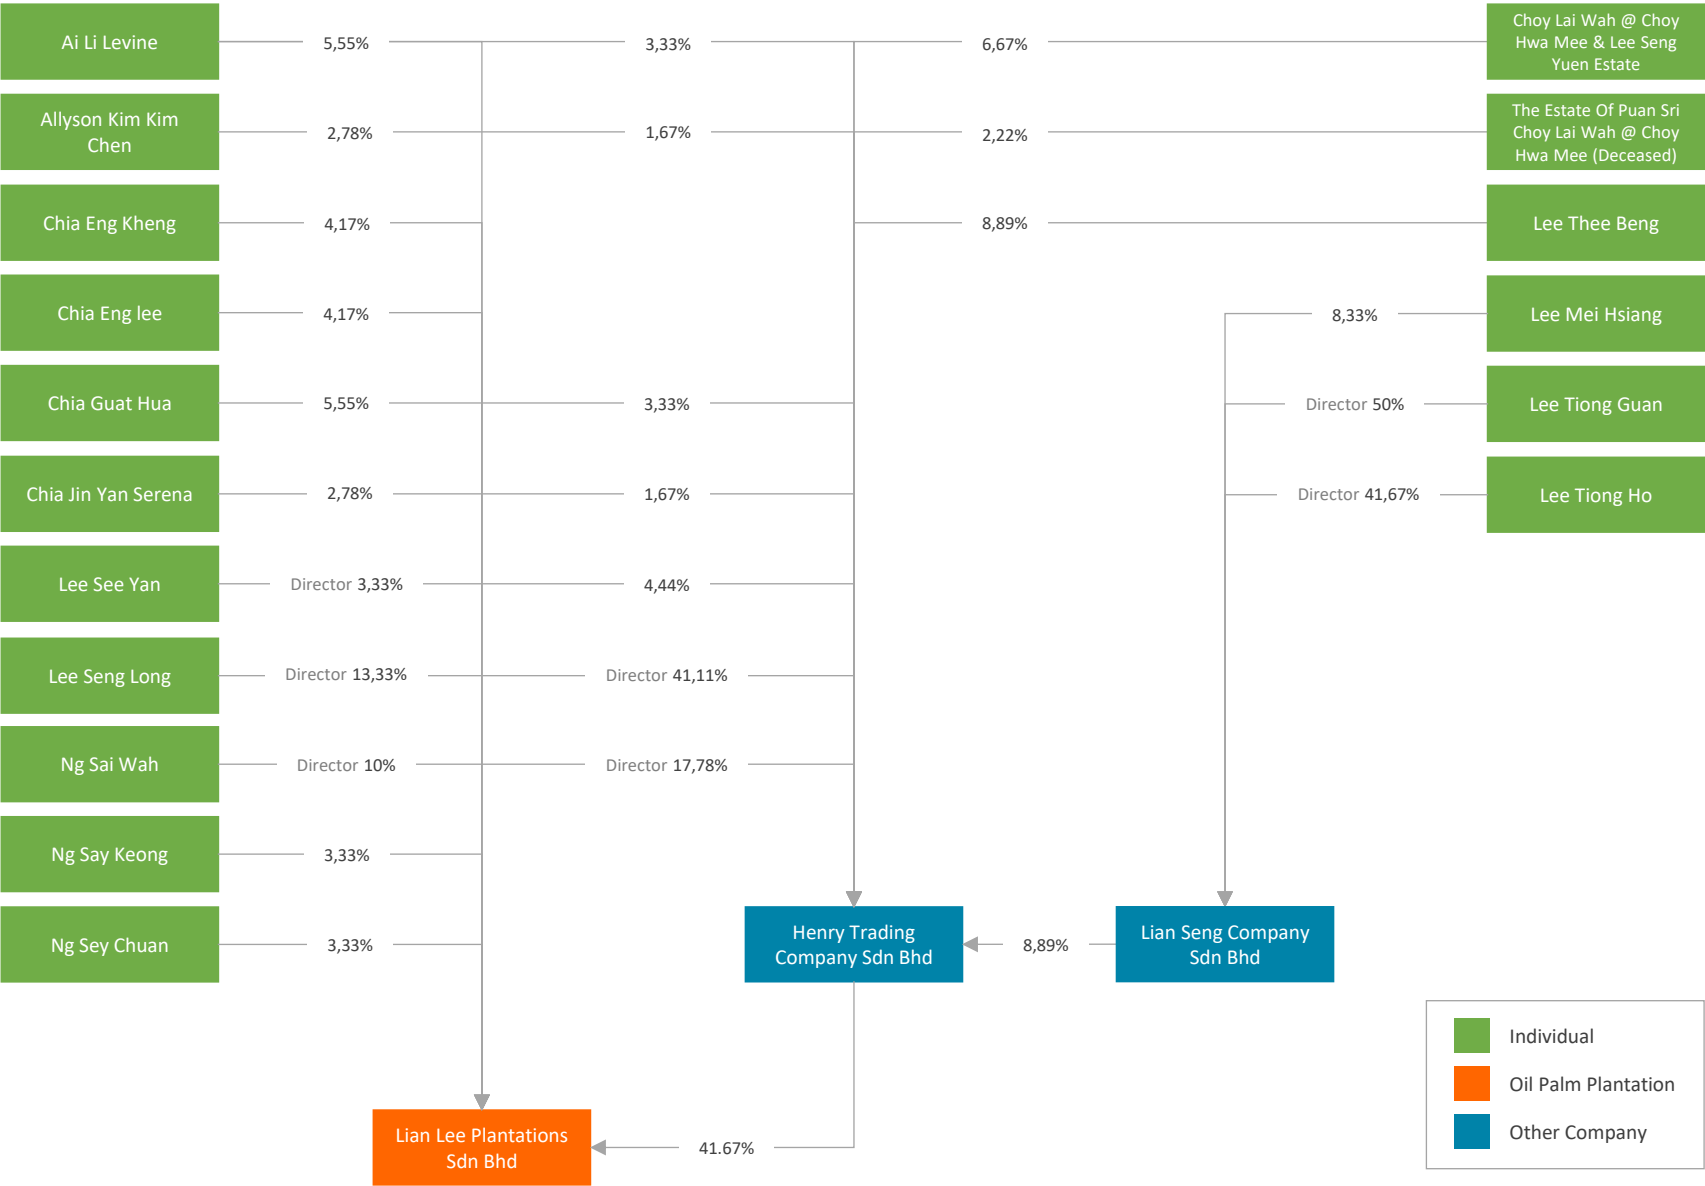 Ai Li Levine
5,55%
3,33%
6,67%
Choy Lai Wah @ Choy
Hwa Mee & Lee Seng
Yuen Estate
Allyson Kim Kim
Chen
2,78%
1,67%
2,22%
The Estate Of Puan Sri
Choy Lai Wah @ Choy
Hwa Mee (Deceased)
Chia Eng Kheng
4,17%
8,89%
Lee Thee Beng
Chia Eng lee
4,17%
8,33%
Lee Mei Hsiang
Chia Guat Hua
5,55%
3,33%
Director 50%
Lee Tiong Guan
Chia Jin Yan Serena
2,78%
1,67%
Director 41,67%
Lee Tiong Ho
Lee See Yan
Director 3,33%
4,44%
Lee Seng Long
Director 13,33%
Director 41,11%
Ng Sai Wah
Director 10%
Director 17,78%
Ng Say Keong
3,33%
Ng Sey Chuan
3,33%
Henry Trading
Company Sdn Bhd
8,89%
Lian Seng Company
Sdn Bhd
Lian Lee Plantations
Sdn Bhd
41.67%
Individual
Oil Palm Plantation
Other Company